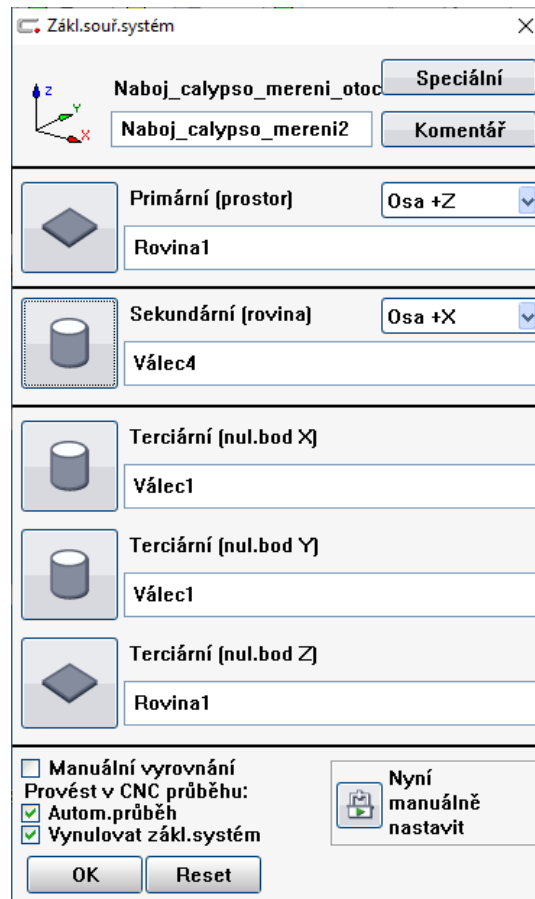 Zákl.souř.systém
Z
Y
X
Naboj_calypso_mereni_otoc
Speciální
Naboj_calypso_mereni2
Komentář
Primární (prostor)
Osa +Z
Rovina1
Sekundární (rovina)
Osa +X
Válec4
Terciární (nul.bod X)
Válec1
Terciární (nul.bod Y)
Válec1
Terciární (nul.bod Z)
Rovina1
Manuální vyrovnání
Provést v CNC průběhu:
Autom.průběh
Vynulovat zákl.systém
Nyní
manuálně
nastavit
OK
Reset